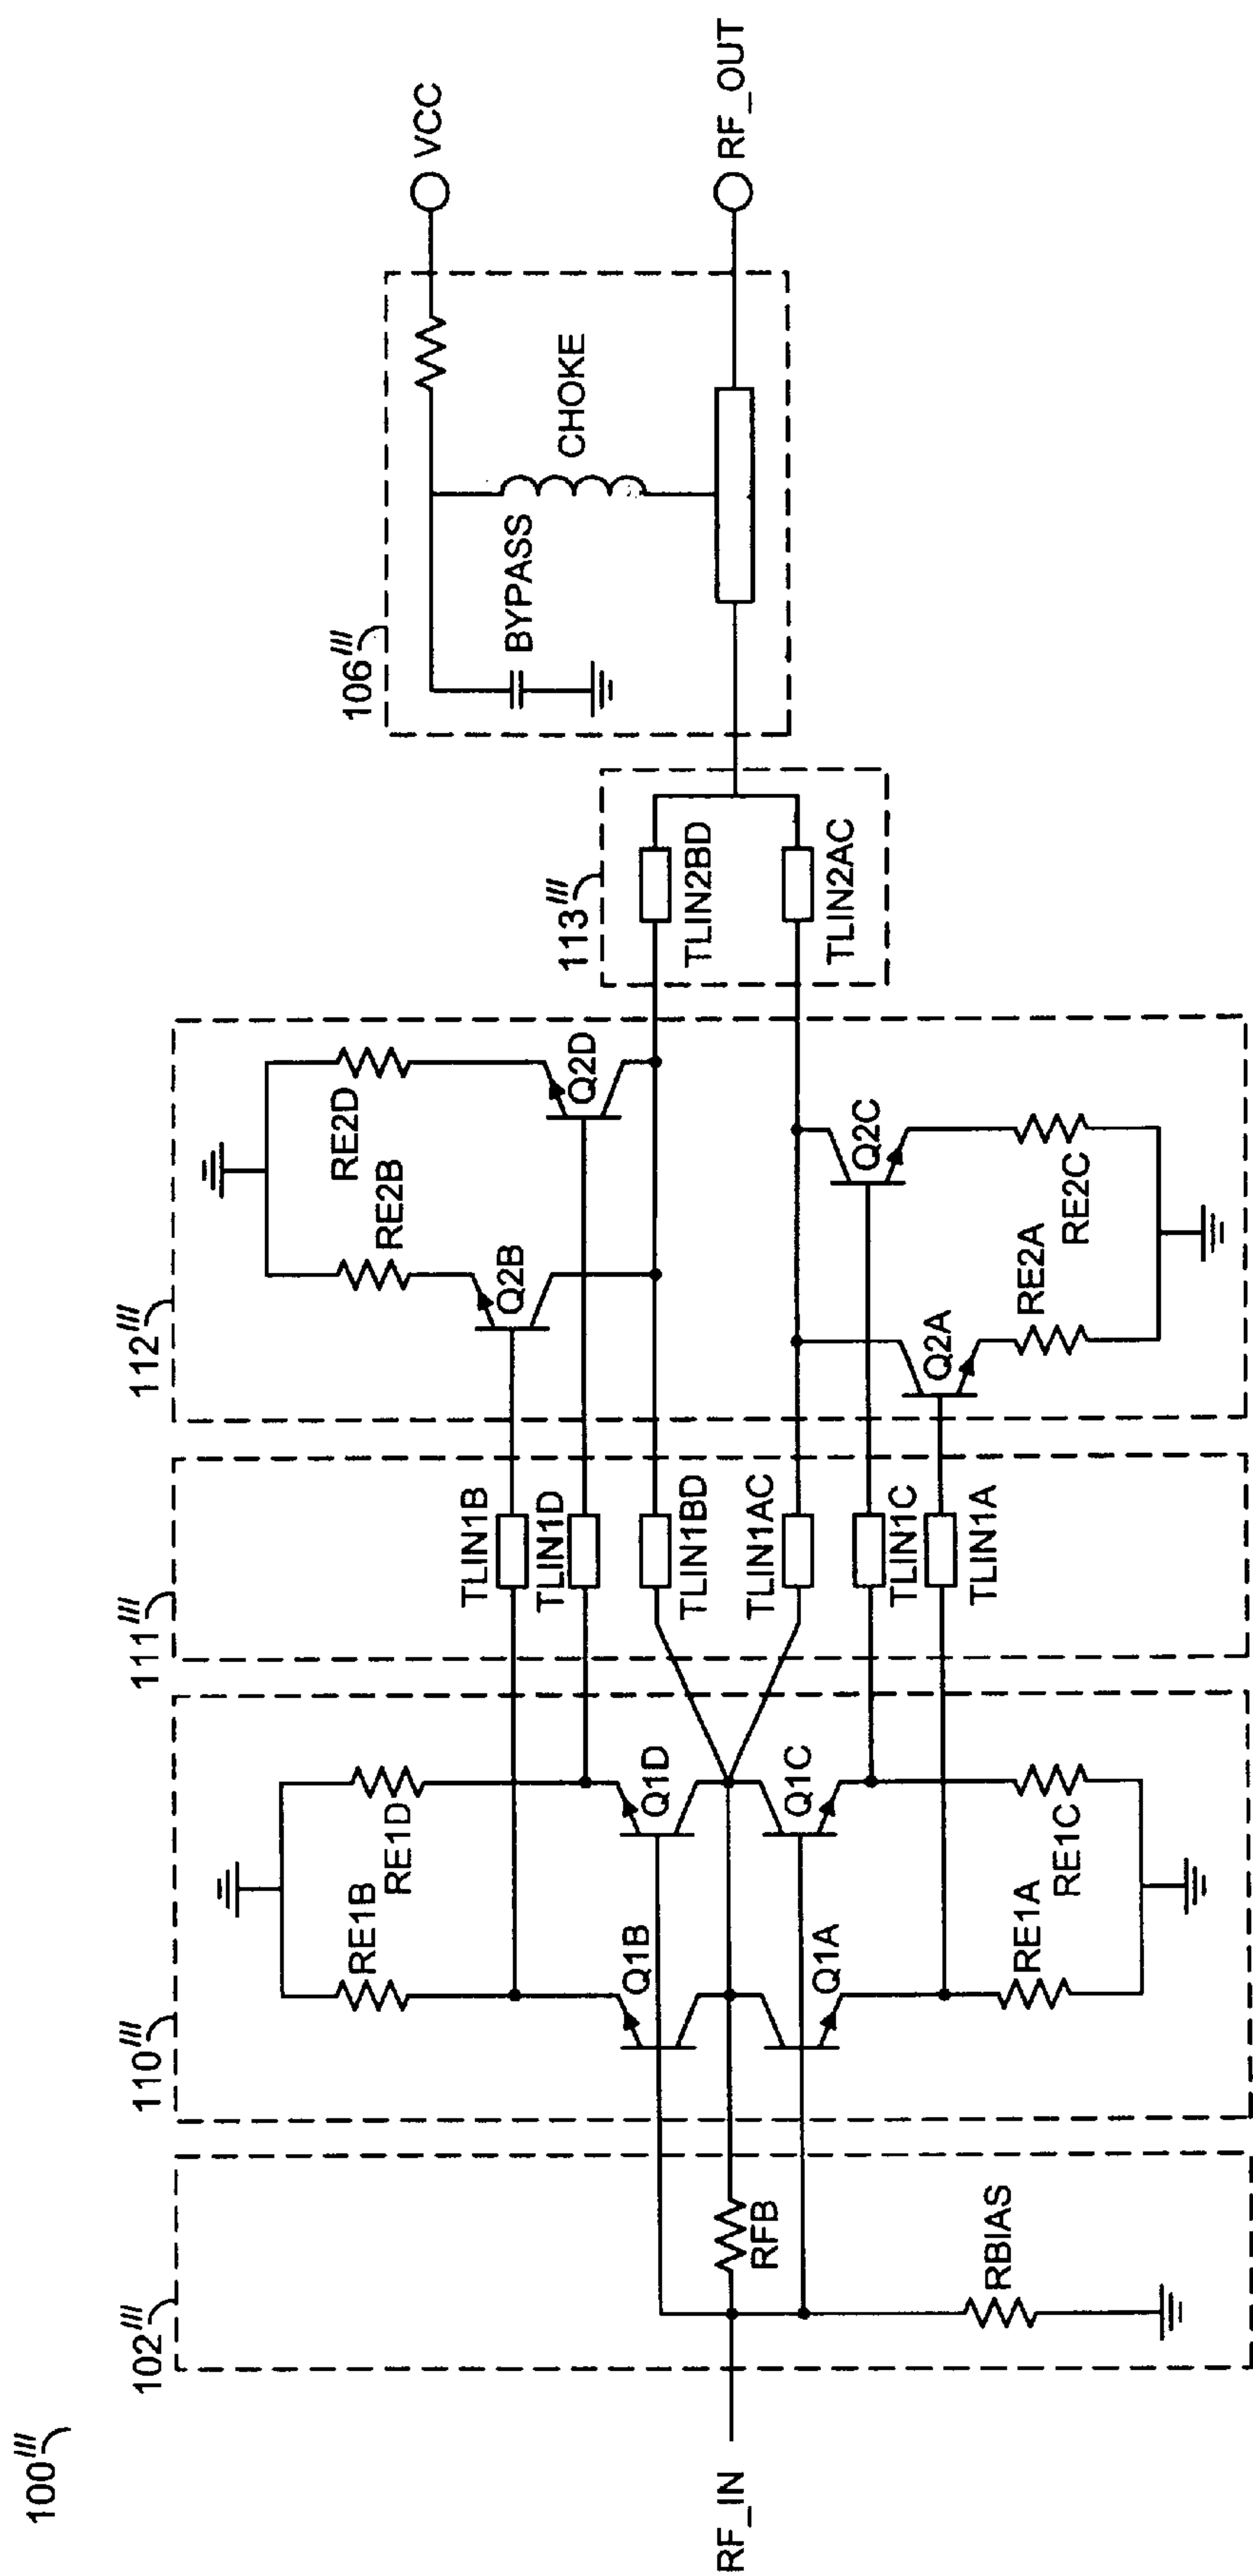 100'''
102'''
110'''
111'''
112'''
113'''
106'''
RF_IN
RFB
RBIAS
RE1B
RE1D
Q1B
Q1D
Q1A
Q1C
RE1A
RE1C
TLIN1B
TLIN1D
TLIN1BD
TLIN1AC
TLIN1C
TLIN1A
RE2B
RE2D
Q2B
Q2D
Q2A
Q2C
RE2A
RE2C
TLIN2BD
TLIN2AC
BYPASS
CHOKE
VCC
RF_OUT